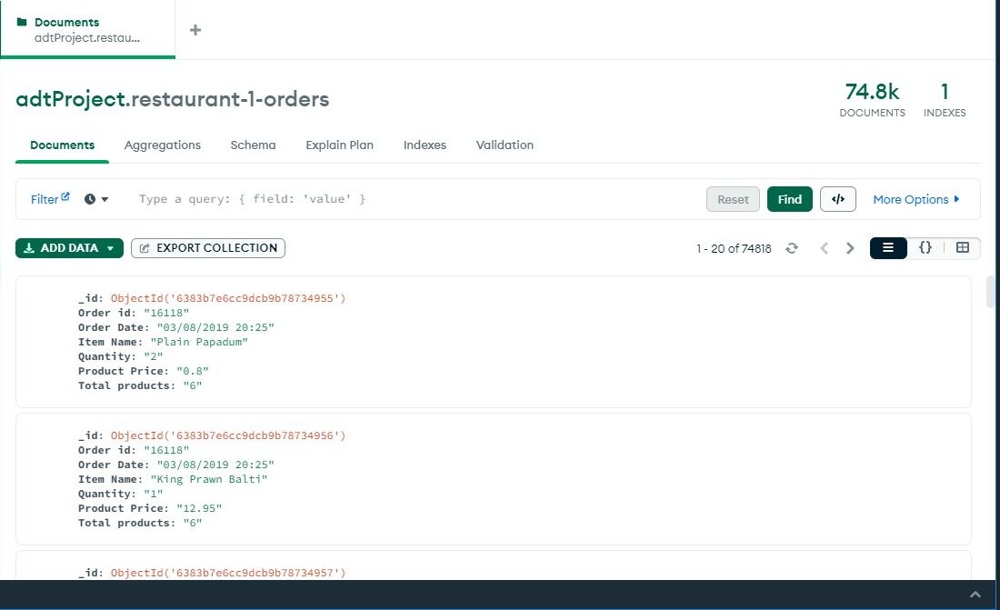 Documents
adtProject.restau...
adtProject.restaurant-1-orders
74.8k
DOCUMENTS
1
INDEXES
Documents Aggregations Schema Explain Plan Indexes Validation
Filter Type a query: { field: 'value' } Reset Find </> More Options
ADD DATA EXPORT COLLECTION 1 - 20 of 74818 {}
_id: ObjectId('6383b7e6cc9dcb9b78734955')
Order id: "16118"
Order Date: "03/08/2019 20:25"
Item Name: "Plain Papadum"
Quantity: "2"
Product Price: "0.8"
Total products: "6"
_id: ObjectId('6383b7e6cc9dcb9b78734956')
Order id: "16118"
Order Date: "03/08/2019 20:25"
Item Name: "King Prawn Balti"
Quantity: "1"
Product Price: "12.95"
Total products: "6"
_id: ObjectId('6383b7e6cc9dcb9b78734957')